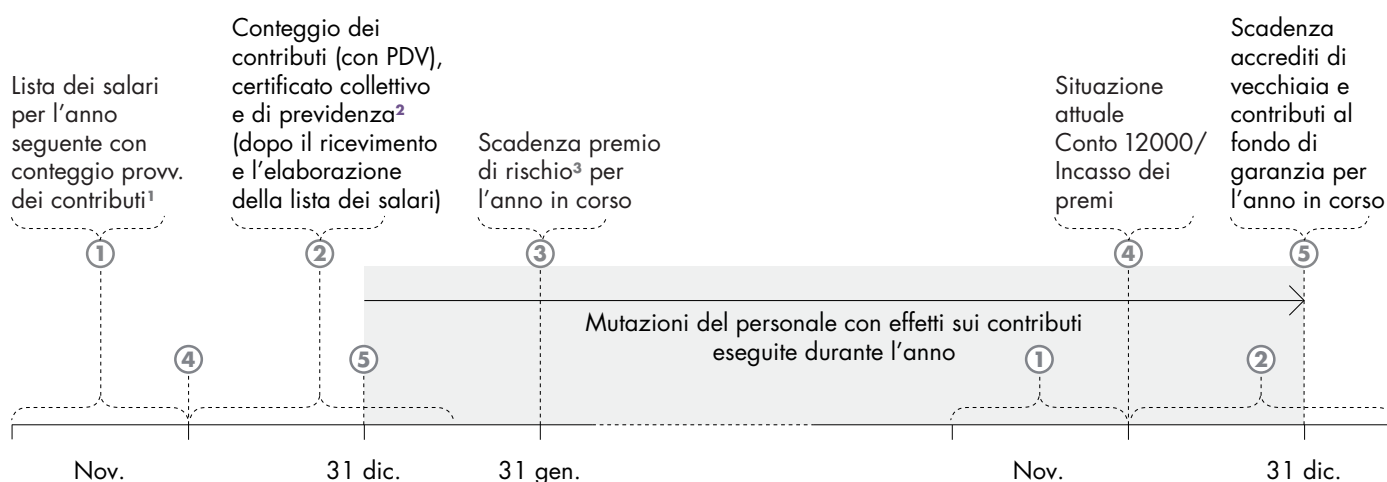 Lista dei salari
per l'anno
seguente con
conteggio provv.
dei contributi¹
Conteggio dei
contributi (con PDV),
certificato collettivo
e di previdenza²
(dopo il ricevimento
e l'elaborazione
della lista dei salari)
Scadenza premio
di rischio³ per
l'anno in corso
Situazione
attuale
Conto 12000/
Incasso dei
premi
Scadenza
accrediti di
vecchiaia e
contributi al
fondo di
garanzia per
l'anno in corso
1 2 3 4 5
Mutazioni del personale con effetti sui contributi
eseguite durante l'anno
4 5 1 2
Nov. 31 dic. 31 gen. Nov. 31 dic.